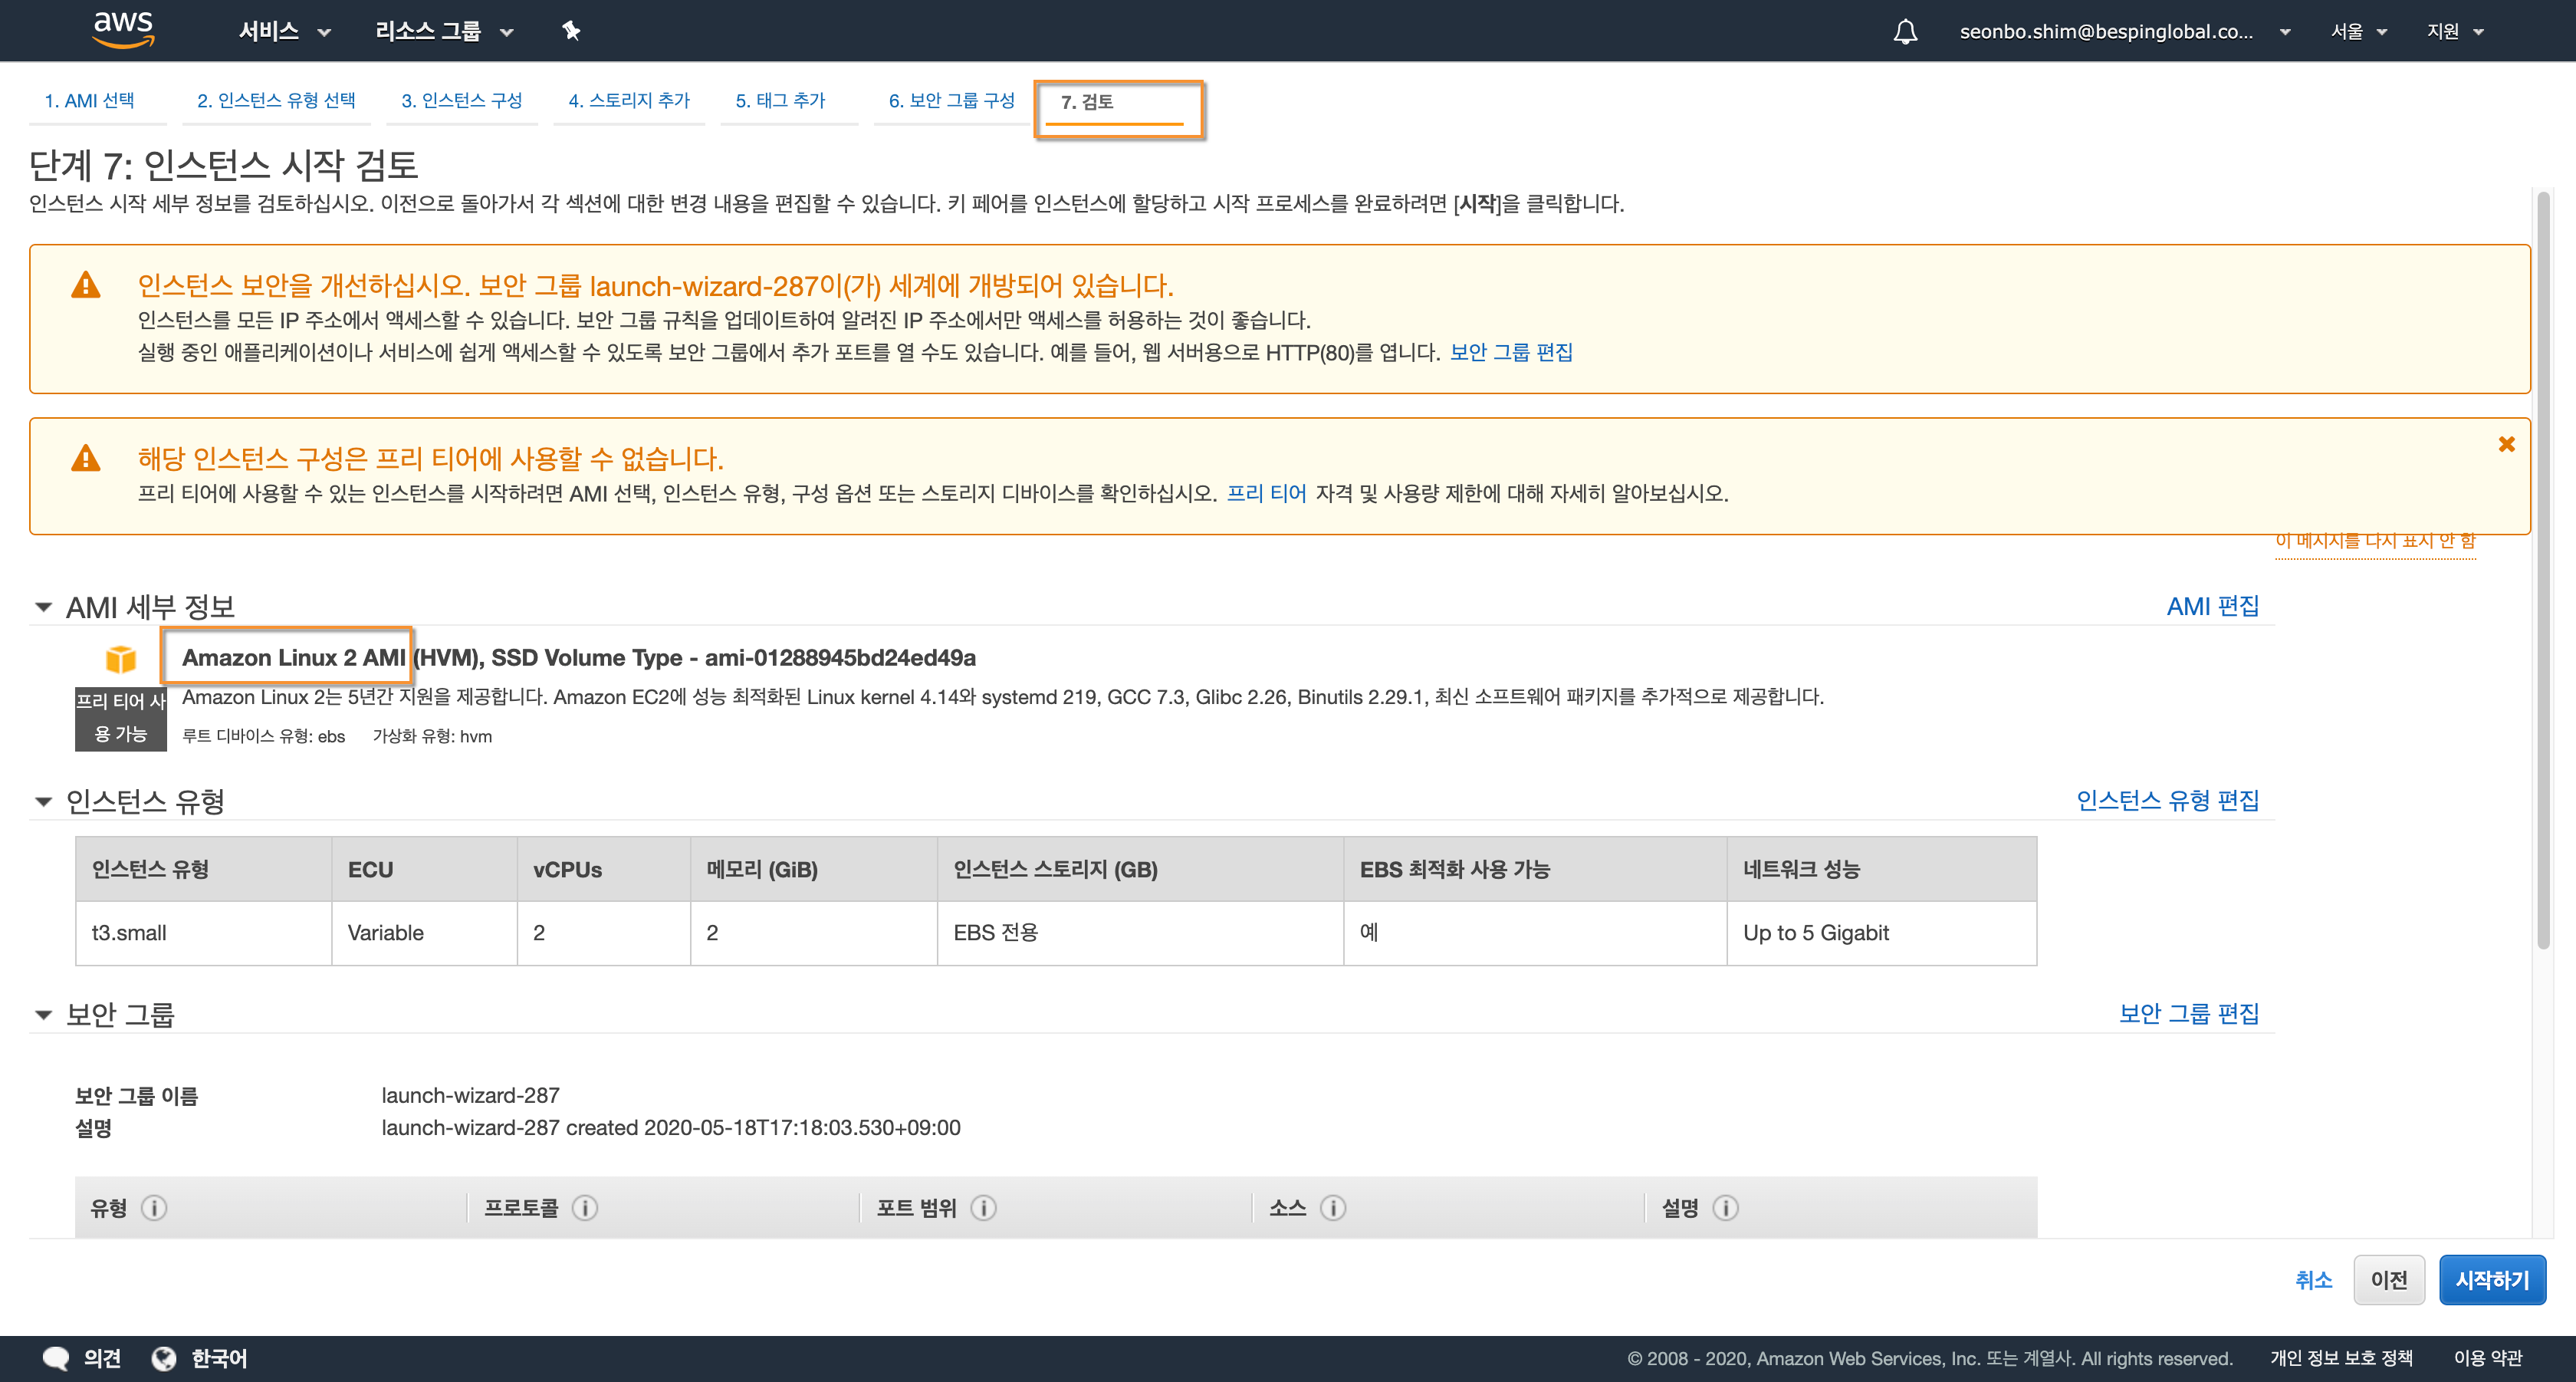 aws 서비스 리소스 그룹 seonbo.shim@bespinglobal.co... 서울 지원
1. AMI 선택 2. 인스턴스 유형 선택 3. 인스턴스 구성 4. 스토리지 추가 5. 태그 추가 6. 보안 그룹 구성 7. 검토
단계 7: 인스턴스 시작 검토
인스턴스 시작 세부 정보를 검토하십시오. 이전으로 돌아가서 각 섹션에 대한 변경 내용을 편집할 수 있습니다. 키 페어를 인스턴스에 할당하고 시작 프로세스를 완료하려면 [시작]을 클릭합니다.
인스턴스 보안을 개선하십시오. 보안 그룹 launch-wizard-287이(가) 세계에 개방되어 있습니다.
인스턴스를 모든 IP 주소에서 액세스할 수 있습니다. 보안 그룹 규칙을 업데이트하여 알려진 IP 주소에서만 액세스를 허용하는 것이 좋습니다.
실행 중인 애플리케이션이나 서비스에 쉽게 액세스할 수 있도록 보안 그룹에서 추가 포트를 열 수도 있습니다. 예를 들어, 웹 서버용으로 HTTP(80)를 엽니다. 보안 그룹 편집
해당 인스턴스 구성은 프리 티어에 사용할 수 없습니다.
프리 티어에 사용할 수 있는 인스턴스를 시작하려면 AMI 선택, 인스턴스 유형, 구성 옵션 또는 스토리지 디바이스를 확인하십시오. 프리 티어 자격 및 사용량 제한에 대해 자세히 알아보십시오.
이 메시지를 다시 표시 안 함
AMI 세부 정보 AMI 편집
Amazon Linux 2 AMI (HVM), SSD Volume Type - ami-01288945bd24ed49a
프리 티어 사
용 가능
Amazon Linux 2는 5년간 지원을 제공합니다. Amazon EC2에 성능 최적화된 Linux kernel 4.14와 systemd 219, GCC 7.3, Glibc 2.26, Binutils 2.29.1, 최신 소프트웨어 패키지를 추가적으로 제공합니다.
루트 디바이스 유형: ebs 가상화 유형: hvm
인스턴스 유형 인스턴스 유형 편집
인스턴스 유형 ECU vCPUs 메모리 (GiB) 인스턴스 스토리지 (GB) EBS 최적화 사용 가능 네트워크 성능
t3.small Variable 2 2 EBS 전용 예 Up to 5 Gigabit
보안 그룹 보안 그룹 편집
보안 그룹 이름 launch-wizard-287
설명 launch-wizard-287 created 2020-05-18T17:18:03.530+09:00
유형 프로토콜 포트 범위 소스 설명
취소 이전 시작하기
의견 한국어 © 2008 - 2020, Amazon Web Services, Inc. 또는 계열사. All rights reserved. 개인 정보 보호 정책 이용 약관